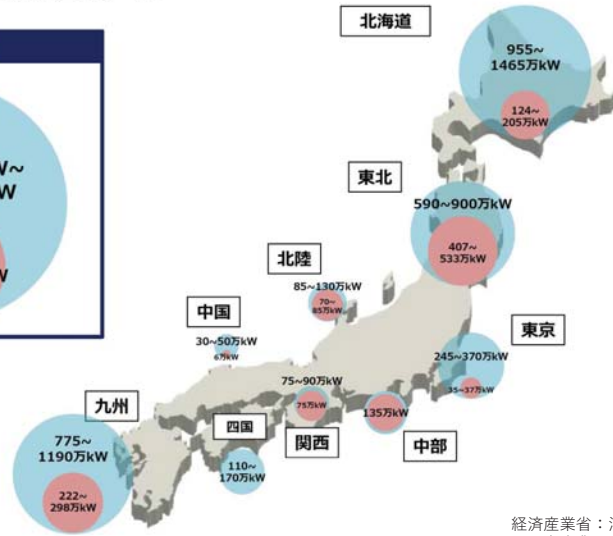 北海道
955~
1465万kW
124~
205万kW
東北
590~900万kW
407~
533万kW
北陸
85~130万kW
70~
85万kW
中国
30~50万kW
6万kW
東京
245~370万kW
35~37万kW
75~90万kW
75万kW
関西
135万kW
中部
九州
775~
1190万kW
222~
298万kW
四国
110~
170万kW
W~
W
W
経済産業省: